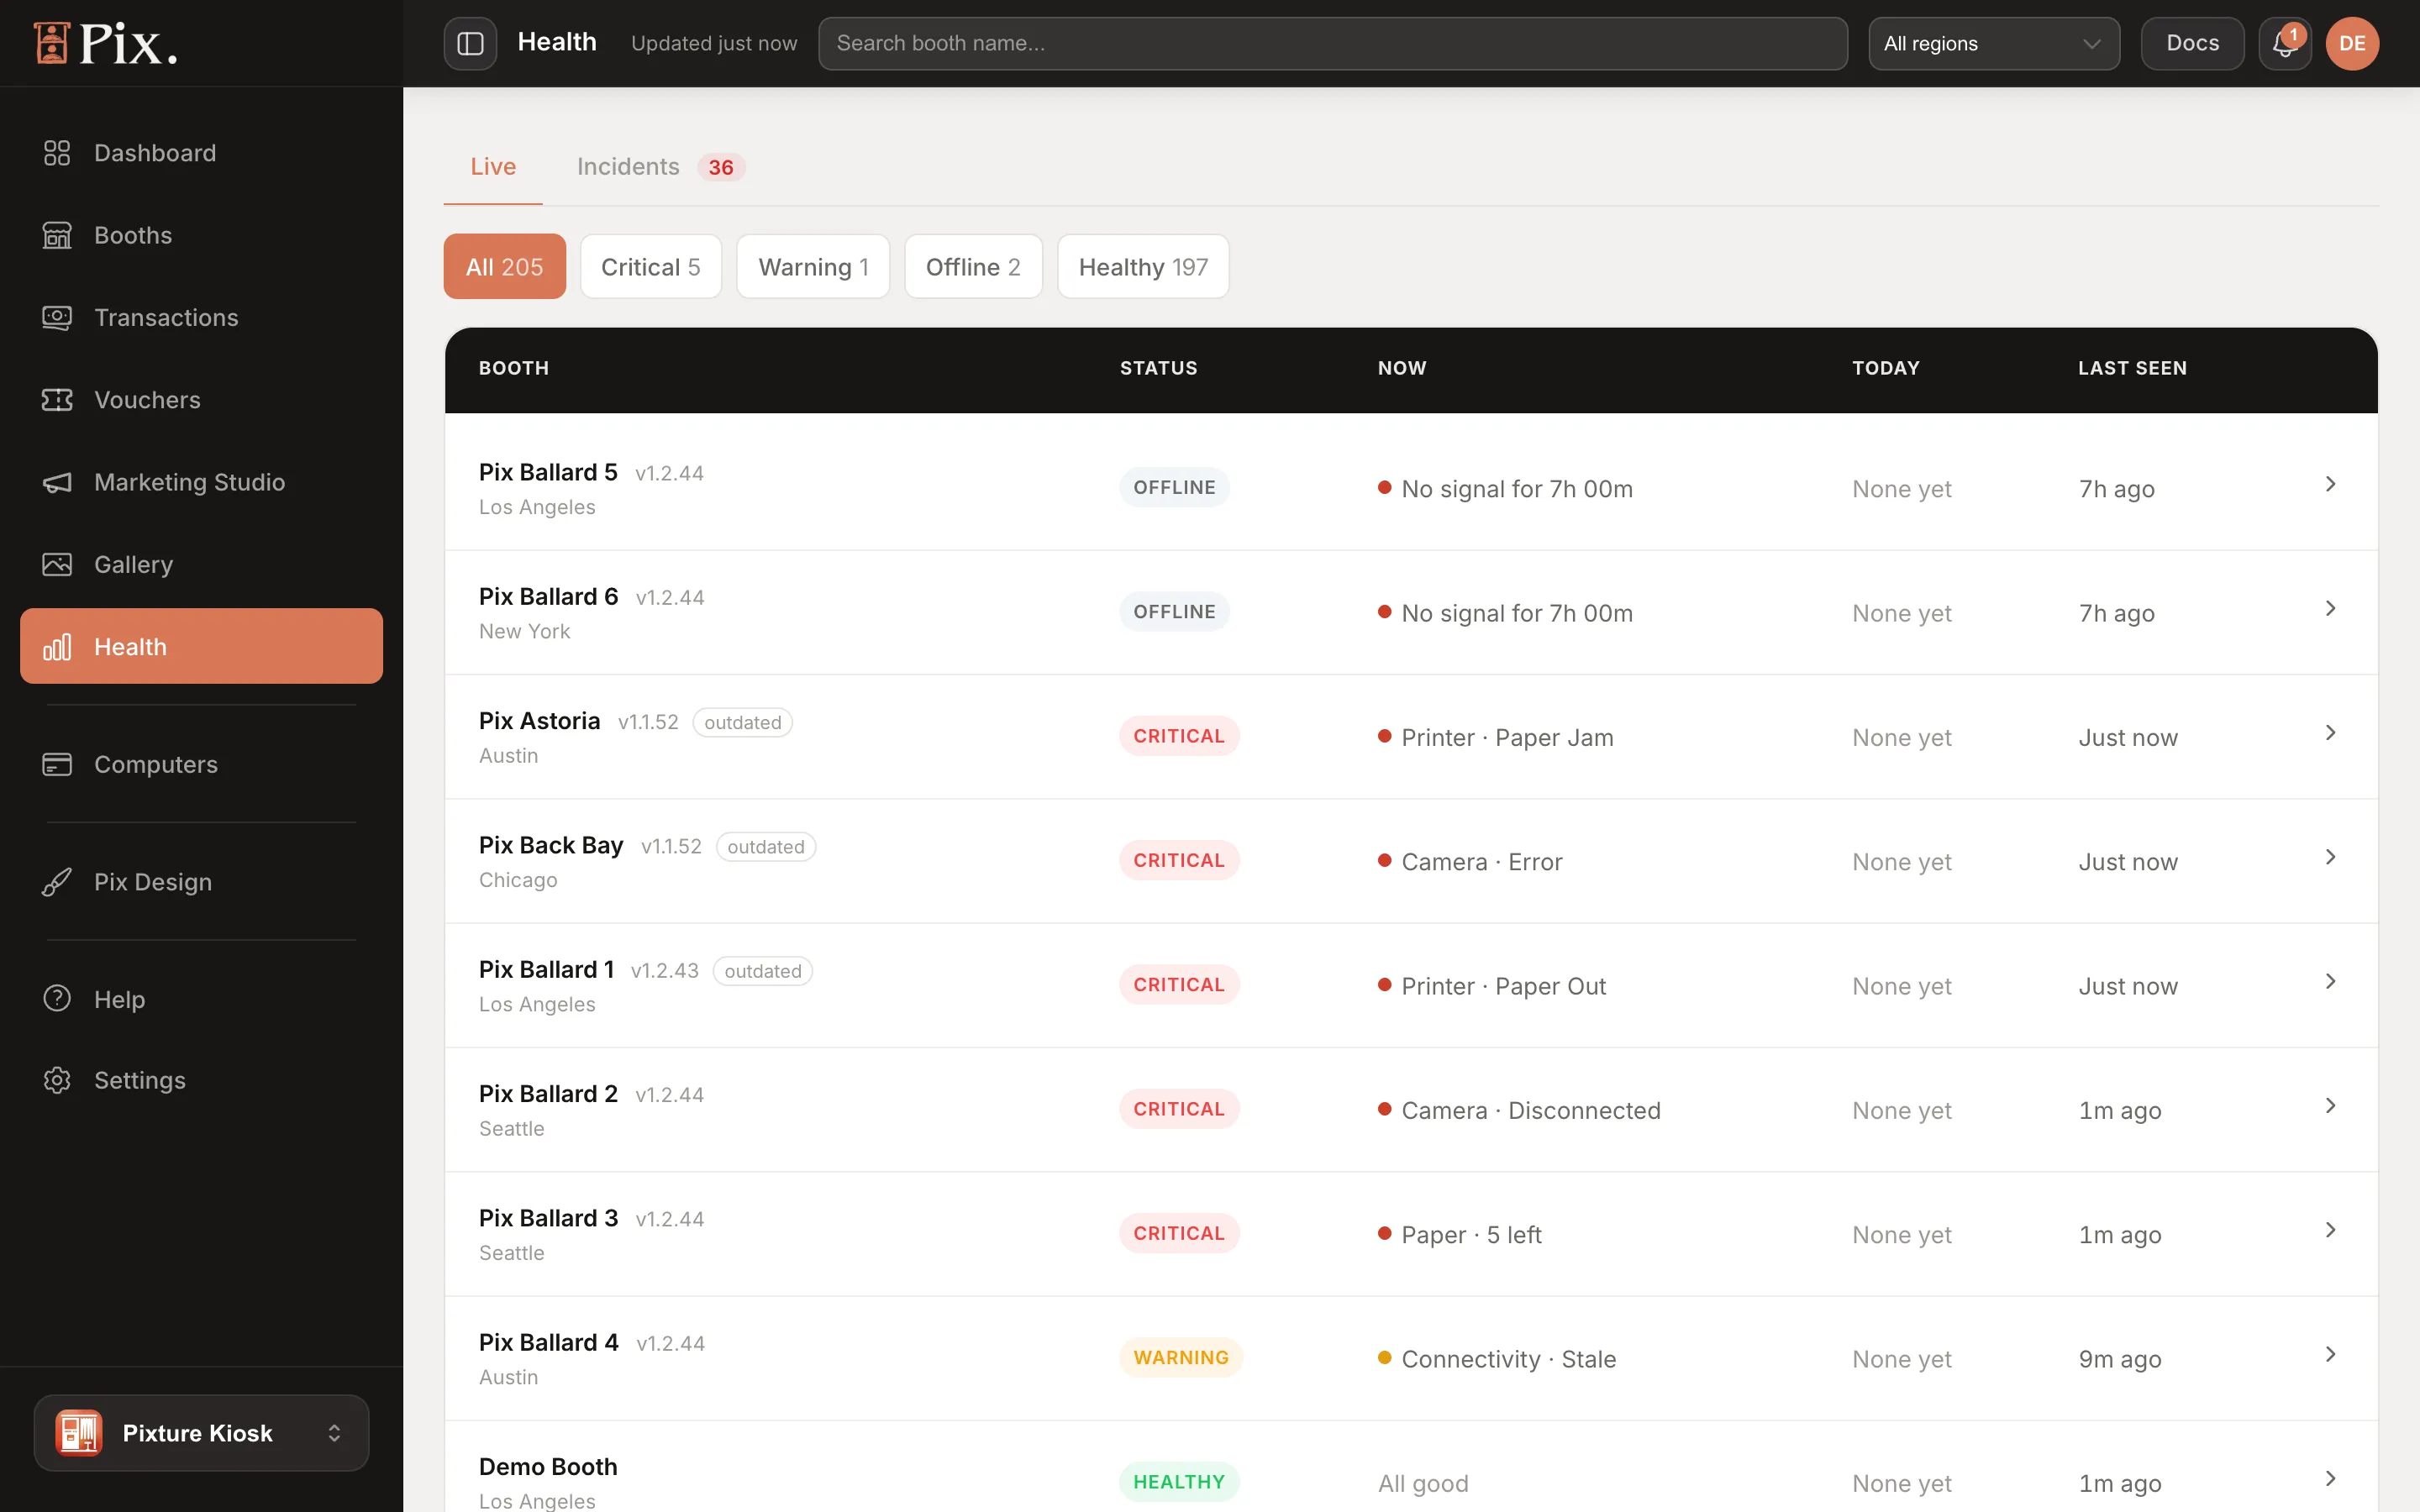 Pix.
Health
Updated just now
Search booth name...
All regions
Docs
1
DE
Dashboard
Booths
Transactions
Vouchers
Marketing Studio
Gallery
Health
Computers
Pix Design
Help
Settings
Pixture Kiosk
Live
Incidents 36
All 205
Critical 5
Warning 1
Offline 2
Healthy 197
BOOTH STATUS NOW TODAY LAST SEEN
Pix Ballard 5 v1.2.44
Los Angeles
OFFLINE
No signal for 7h 00m
None yet
7h ago
Pix Ballard 6 v1.2.44
New York
OFFLINE
No signal for 7h 00m
None yet
7h ago
Pix Astoria v1.1.52 outdated
Austin
CRITICAL
Printer · Paper Jam
None yet
Just now
Pix Back Bay v1.1.52 outdated
Chicago
CRITICAL
Camera · Error
None yet
Just now
Pix Ballard 1 v1.2.43 outdated
Los Angeles
CRITICAL
Printer · Paper Out
None yet
Just now
Pix Ballard 2 v1.2.44
Seattle
CRITICAL
Camera · Disconnected
None yet
1m ago
Pix Ballard 3 v1.2.44
Seattle
CRITICAL
Paper · 5 left
None yet
1m ago
Pix Ballard 4 v1.2.44
Austin
WARNING
Connectivity · Stale
None yet
9m ago
Demo Booth
Los Angeles
HEALTHY
All good
None yet
1m ago